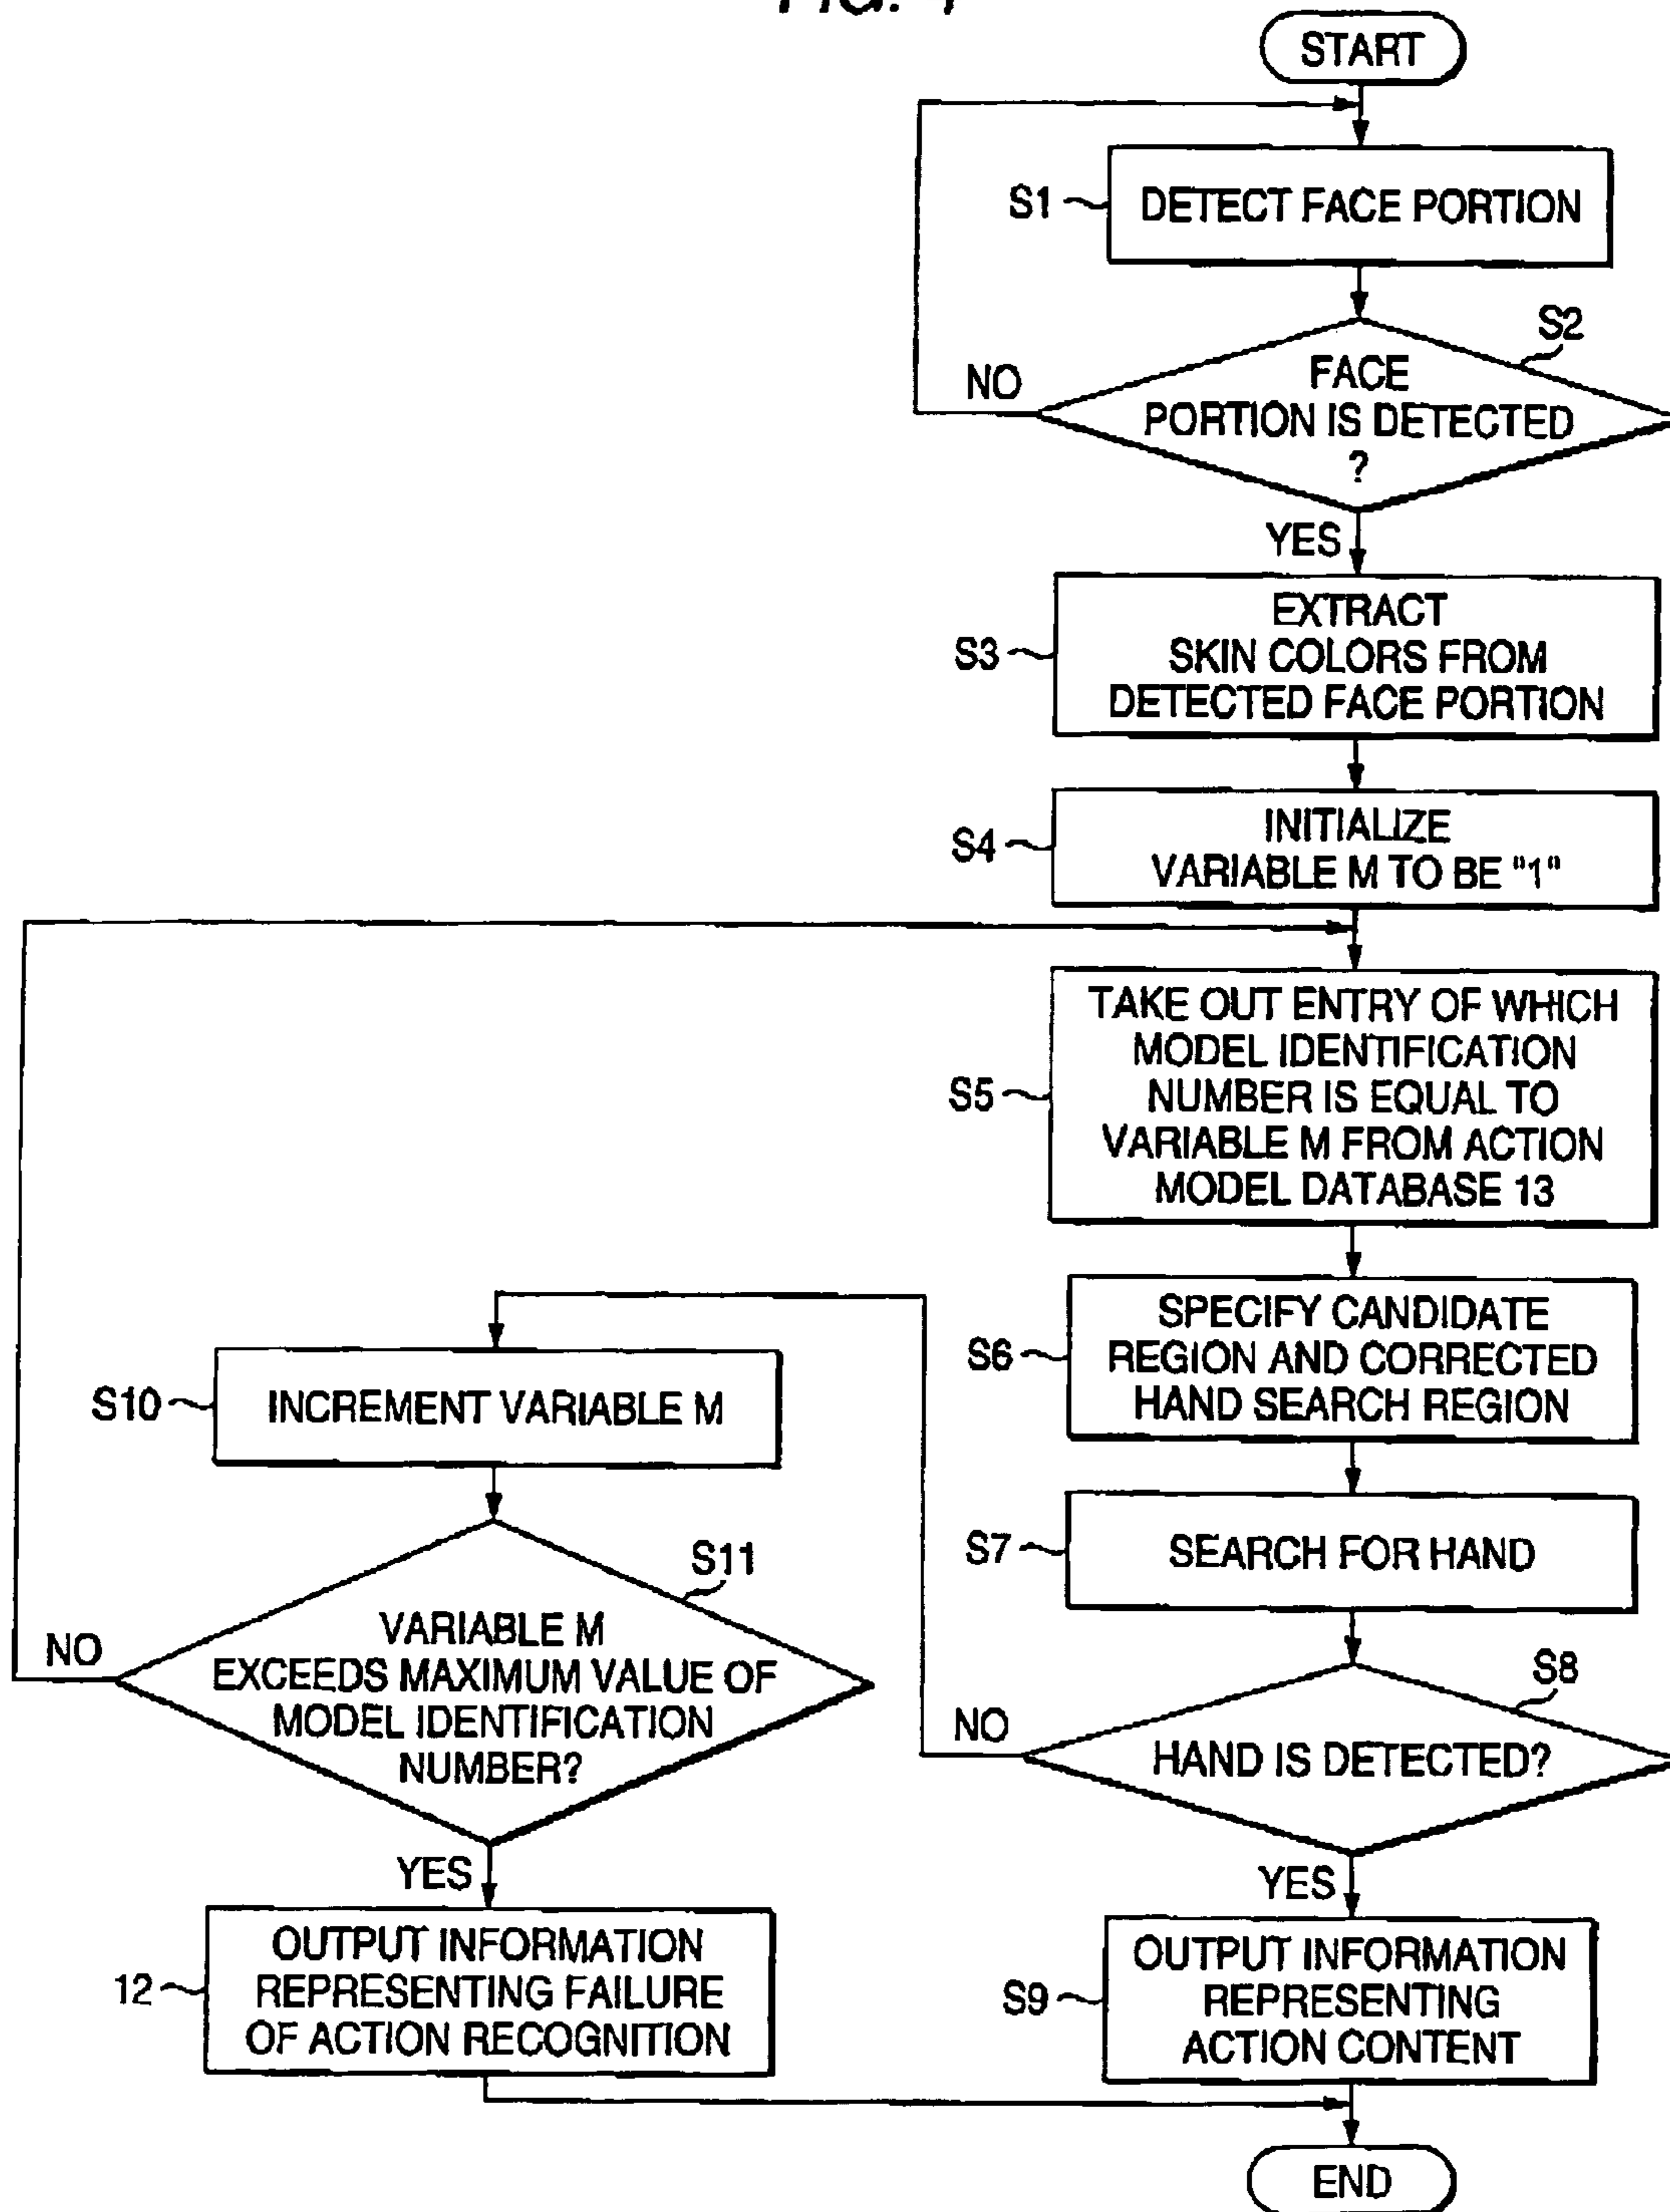 START
S1
DETECT FACE PORTION
S2
FACE
PORTION IS DETECTED
?
NO
YES
S3
EXTRACT
SKIN COLORS FROM
DETECTED FACE PORTION
S4
INITIALIZE
VARIABLE M TO BE "1"
S5
TAKE OUT ENTRY OF WHICH
MODEL IDENTIFICATION
NUMBER IS EQUAL TO
VARIABLE M FROM ACTION
MODEL DATABASE 13
S6
SPECIFY CANDIDATE
REGION AND CORRECTED
HAND SEARCH REGION
S7
SEARCH FOR HAND
S8
HAND IS DETECTED?
NO
YES
S9
OUTPUT INFORMATION
REPRESENTING
ACTION CONTENT
S10
INCREMENT VARIABLE M
S11
VARIABLE M
EXCEEDS MAXIMUM VALUE OF
MODEL IDENTIFICATION
NUMBER?
NO
YES
12
OUTPUT INFORMATION
REPRESENTING FAILURE
OF ACTION RECOGNITION
END